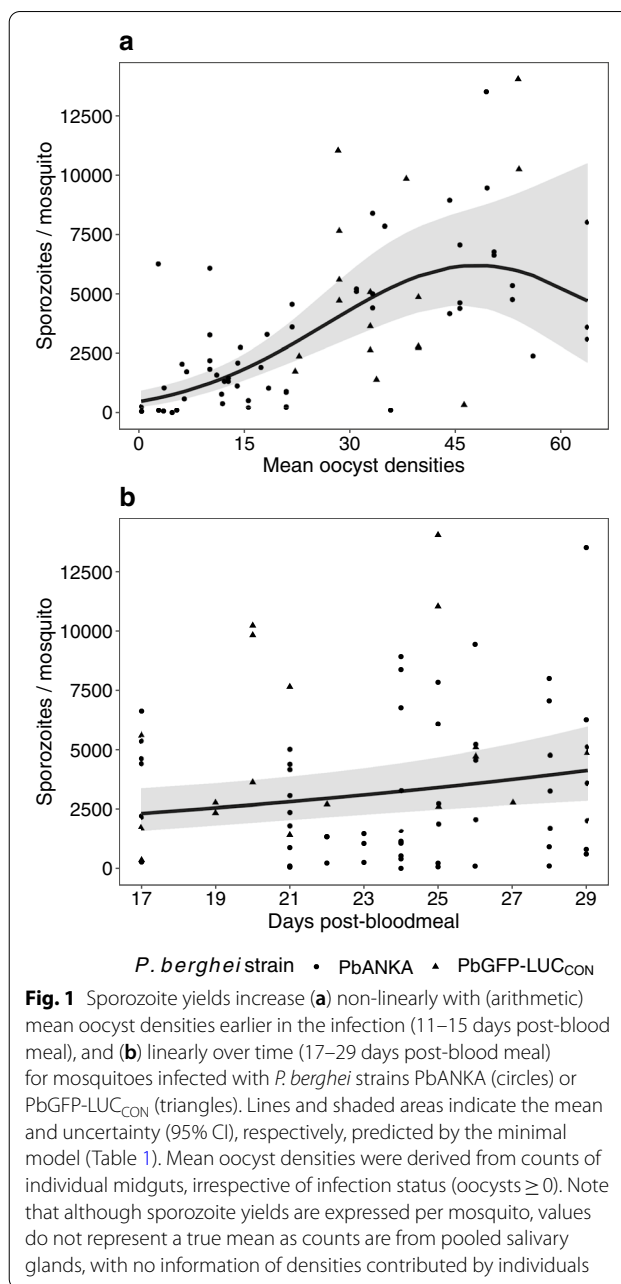 a
12500
10000
7500
5000
2500
0
Sporozoites / mosquito
0 15 30 45 60
Mean oocyst densities
b
12500
10000
7500
5000
2500
0
Sporozoites / mosquito
17 19 21 23 25 27 29
Days post-bloodmeal
P. berghei strain PbANKA PbGFP-LUCCON
Fig. 1 Sporozoite yields increase (a) non-linearly with (arithmetic)
mean oocyst densities earlier in the infection (11–15 days post-blood
meal), and (b) linearly over time (17–29 days post-blood meal)
for mosquitoes infected with P. berghei strains PbANKA (circles) or
PbGFP-LUCCON (triangles). Lines and shaded areas indicate the mean
and uncertainty (95% CI), respectively, predicted by the minimal
model (Table 1). Mean oocyst densities were derived from counts of
individual midguts, irrespective of infection status (oocysts ≥ 0). Note
that although sporozoite yields are expressed per mosquito, values
do not represent a true mean as counts are from pooled salivary
glands, with no information of densities contributed by individuals